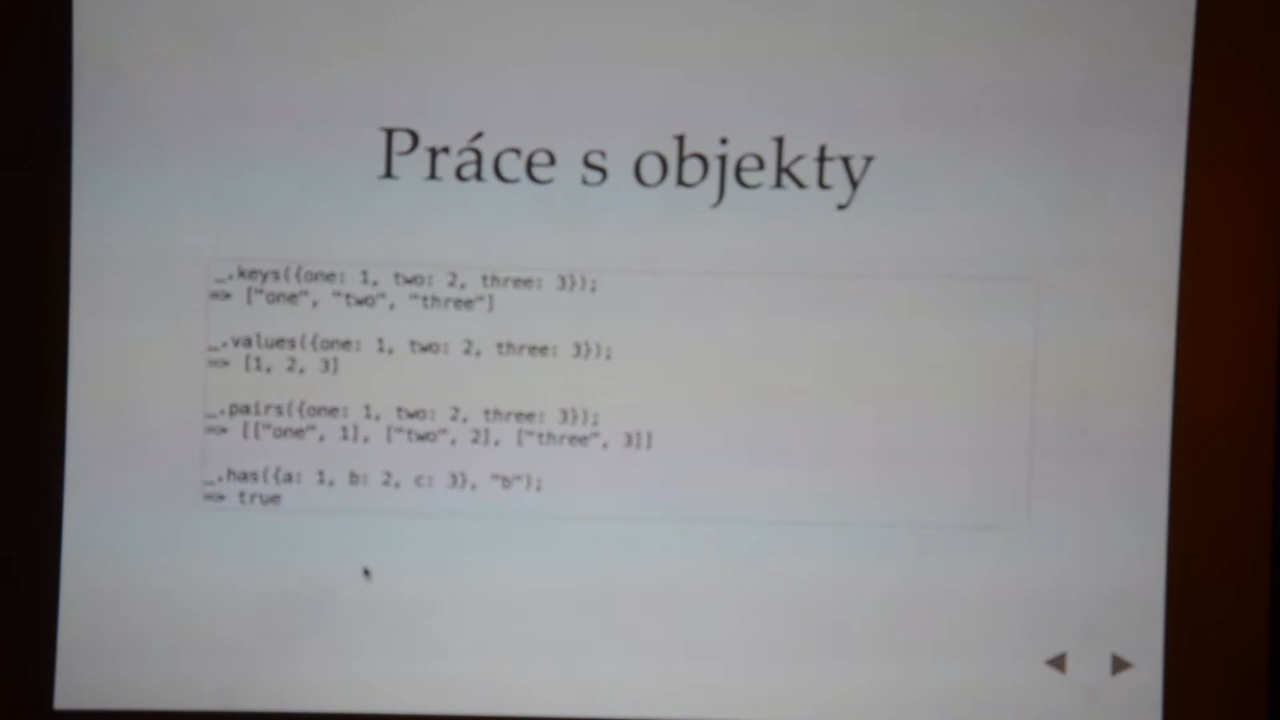 Práce s objekty
_.keys({one: 1, two: 2, three: 3});
=> ["one", "two", "three"]
_.values({one: 1, two: 2, three: 3});
=> [1, 2, 3]
_.pairs({one: 1, two: 2, three: 3});
=> [["one", 1], ["two", 2], ["three", 3]]
_.has({a: 1, b: 2, c: 3}, "b");
=> true